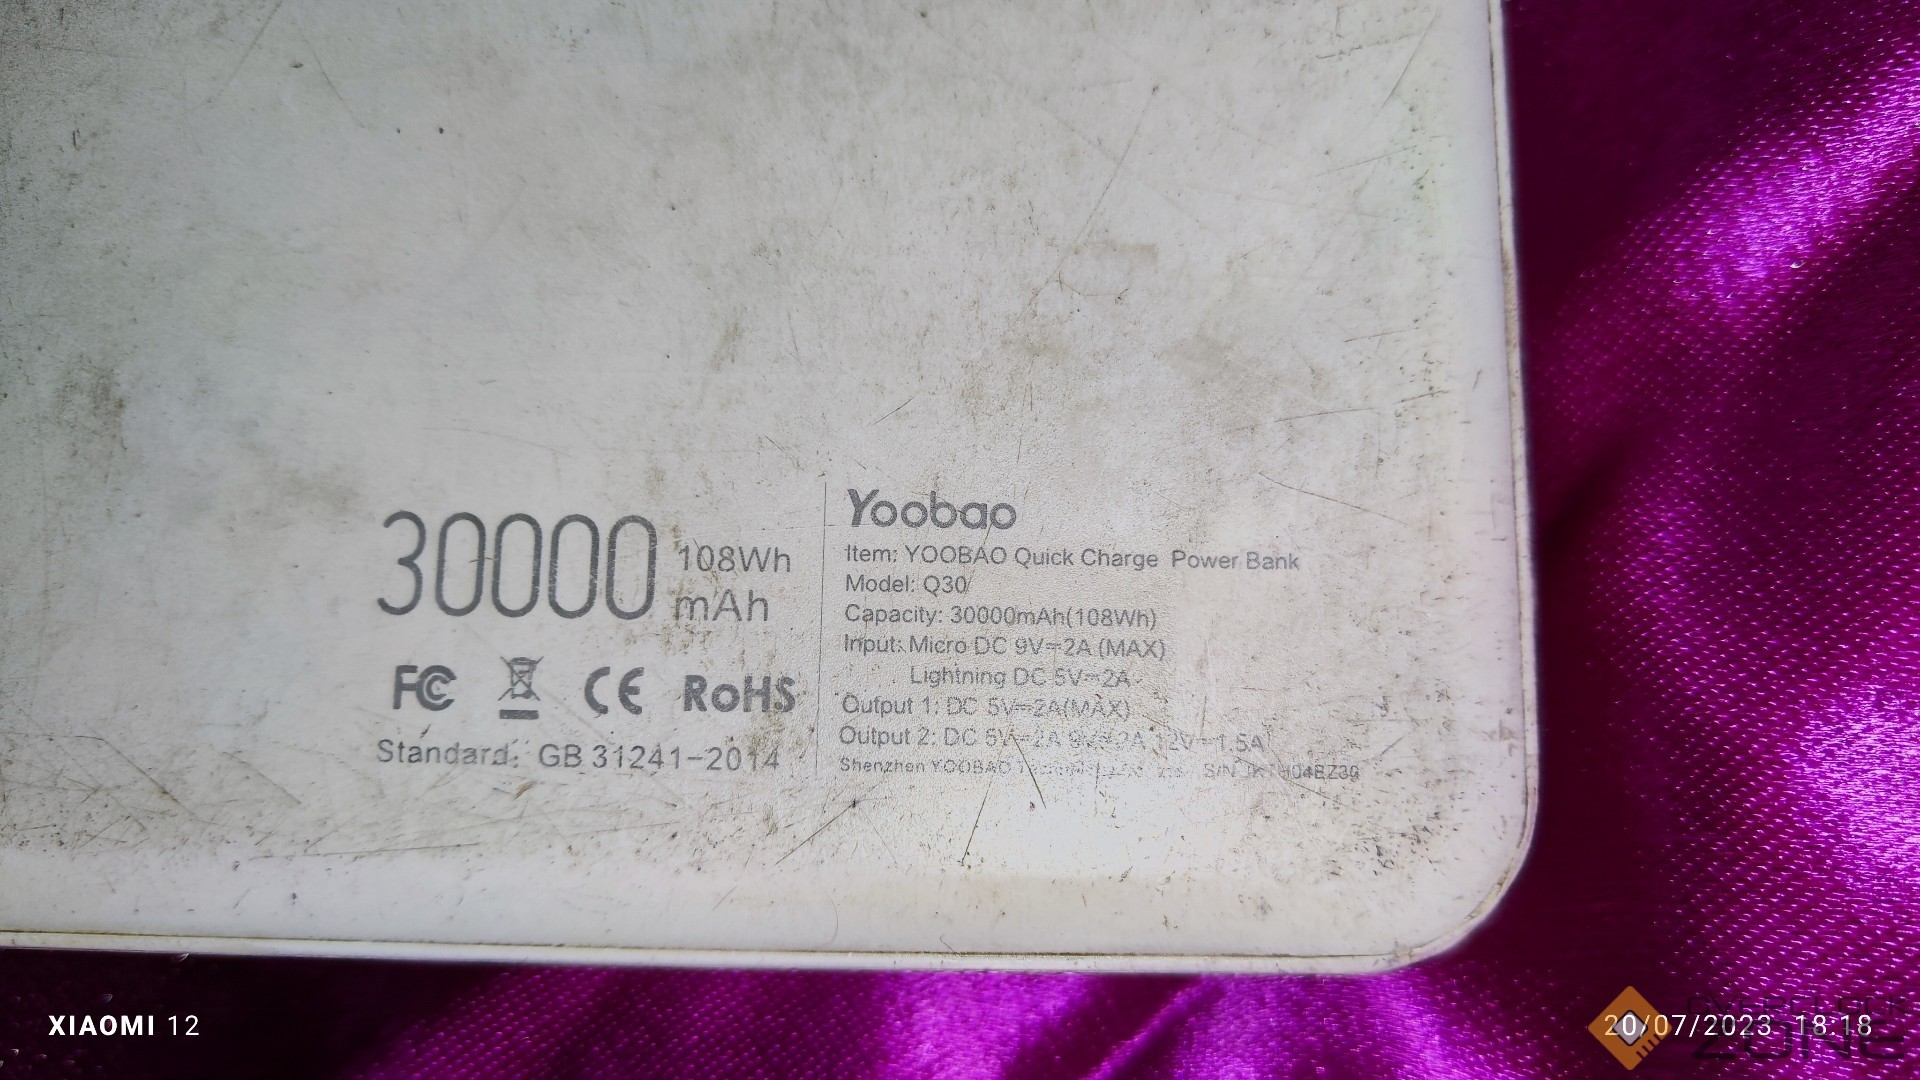 30000
108Wh
mAh
FC CE RoHS
Standard: GB 31241-2014
Yoobao
Item: YOOBAO Quick Charge Power Bank
Model: Q30
Capacity: 30000mAh(108Wh)
Input: Micro DC 9V⎓2A (MAX)
Lightning DC 5V⎓2A
Output 1: DC 5V⎓2A(MAX)
Output 2: DC 5V⎓2A 9V⎓2A 12V⎓1.5A
Shenzhen YOOBAO S/N
XIAOMI 12
20/07/2023 18:18
ZONE